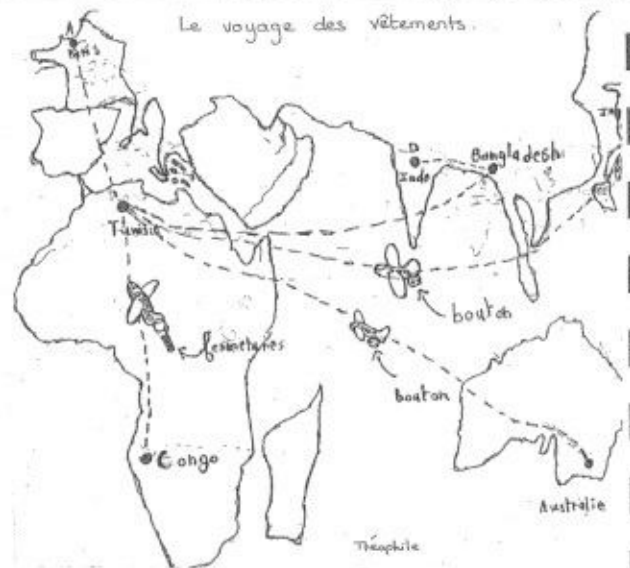 Le voyage des vêtements.
A
D
Inde
Bangladesh
Tunisie
bouton
fermetures
bouton
Congo
Australie
Théophile